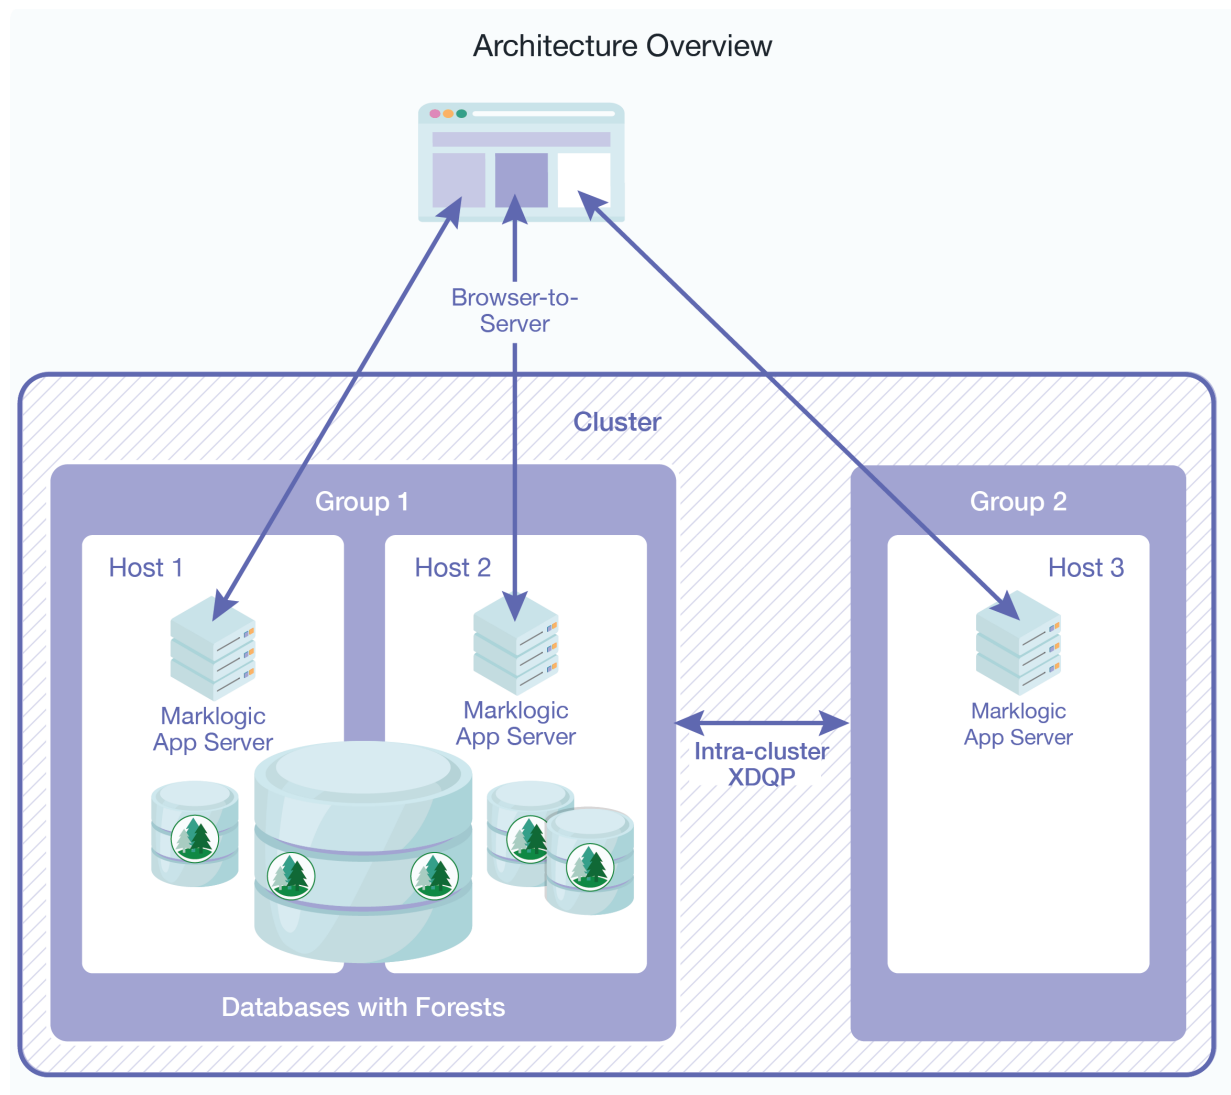 Architecture Overview
Browser-to-
Server
Cluster
Group 1
Group 2
Host 1
Host 2
Host 3
Marklogic
App Server
Marklogic
App Server
Marklogic
App Server
Intra-cluster
XDQP
Databases with Forests